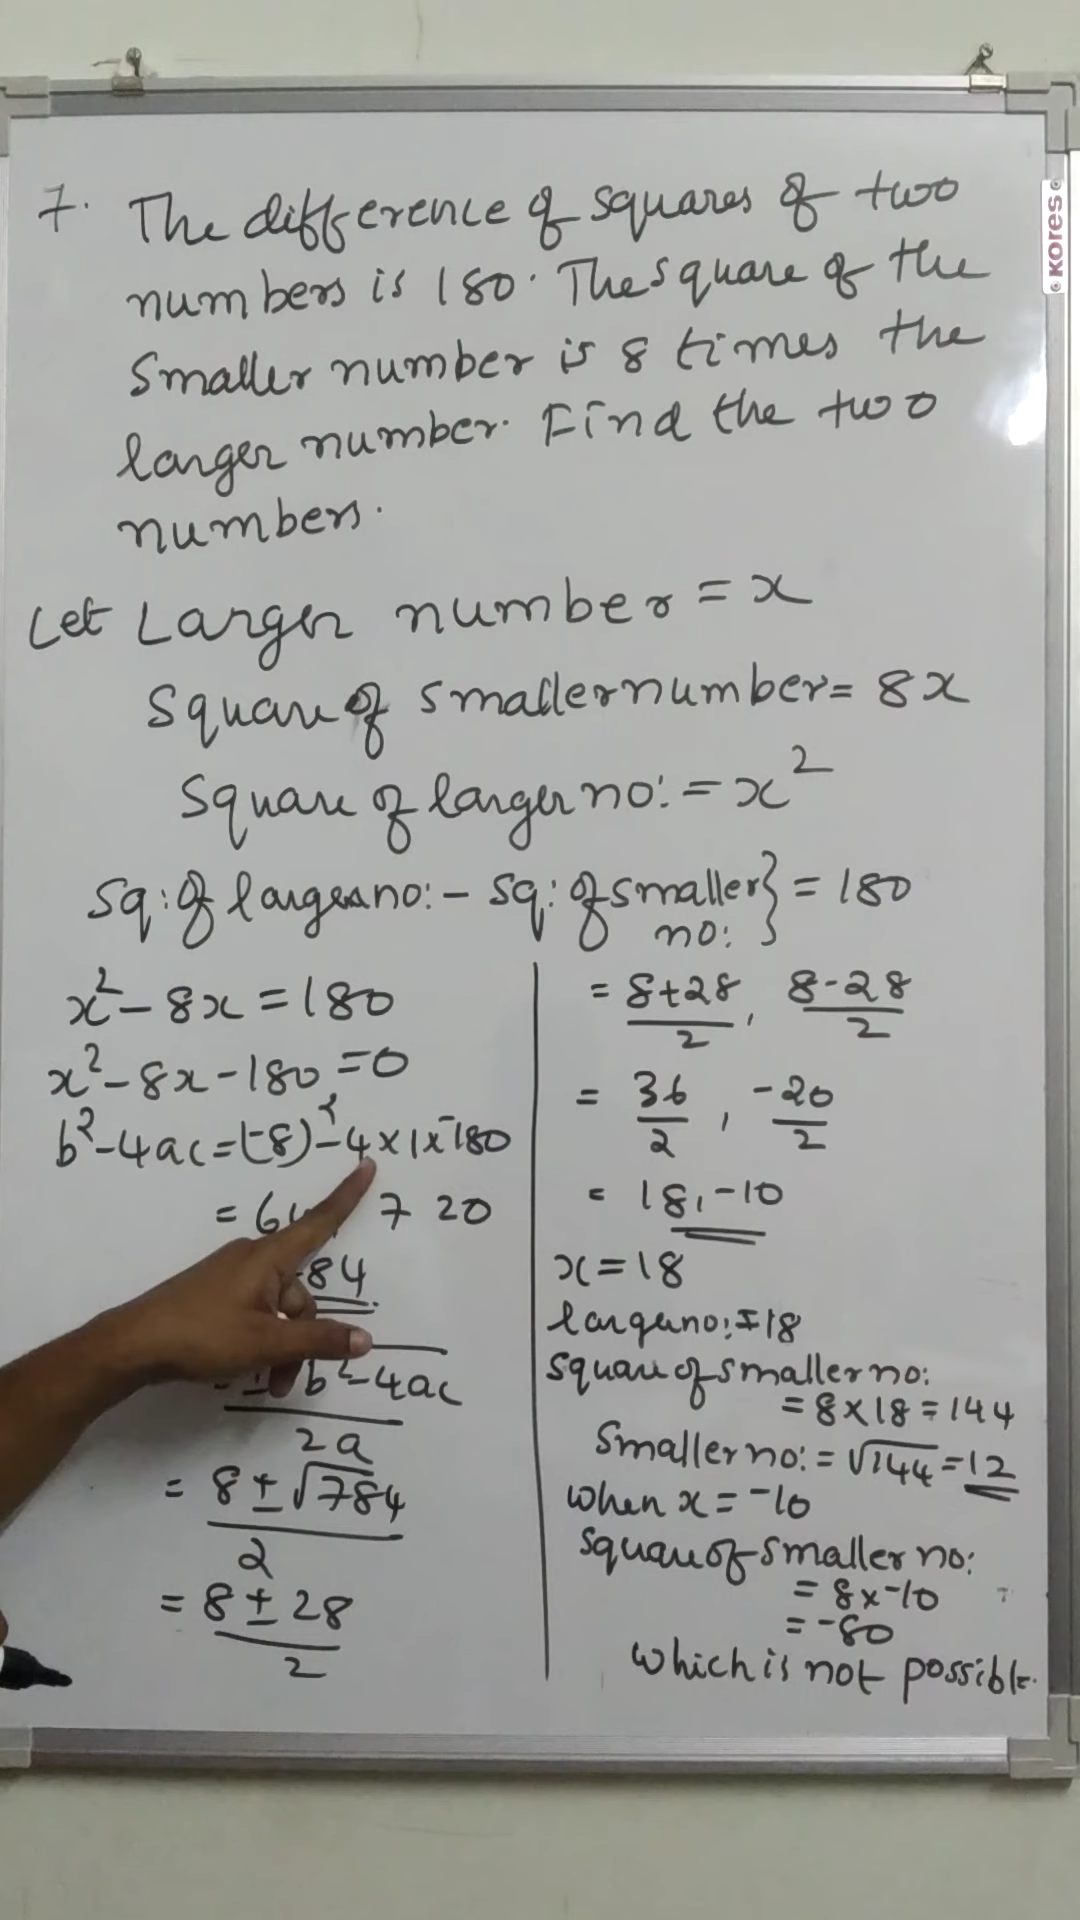 7. The difference of squares of two
numbers is 180. The square of the
smaller number is 8 times the
larger number. Find the two
numbers.
Let Larger number = x
Square of smaller number = 8x
Square of larger no: = x²
Sq: of larger no: - sq: of smaller } = 180
no:
x² - 8x = 180
x² - 8x - 180 = 0
b² - 4ac = (-8)² - 4 x 1 x -180
= 6 720
84
± b² - 4ac
2a
= 8 ± √784
2
= 8 ± 28
2
= 8+28 , 8-28
2 2
= 36 , -20
2 2
= 18, -10
x = 18
larger no: = 18
square of smaller no:
= 8 x 18 = 144
Smaller no: = √144 = 12
when x = -10
square of smaller no:
= 8 x -10
= -80
which is not possible.
KORES